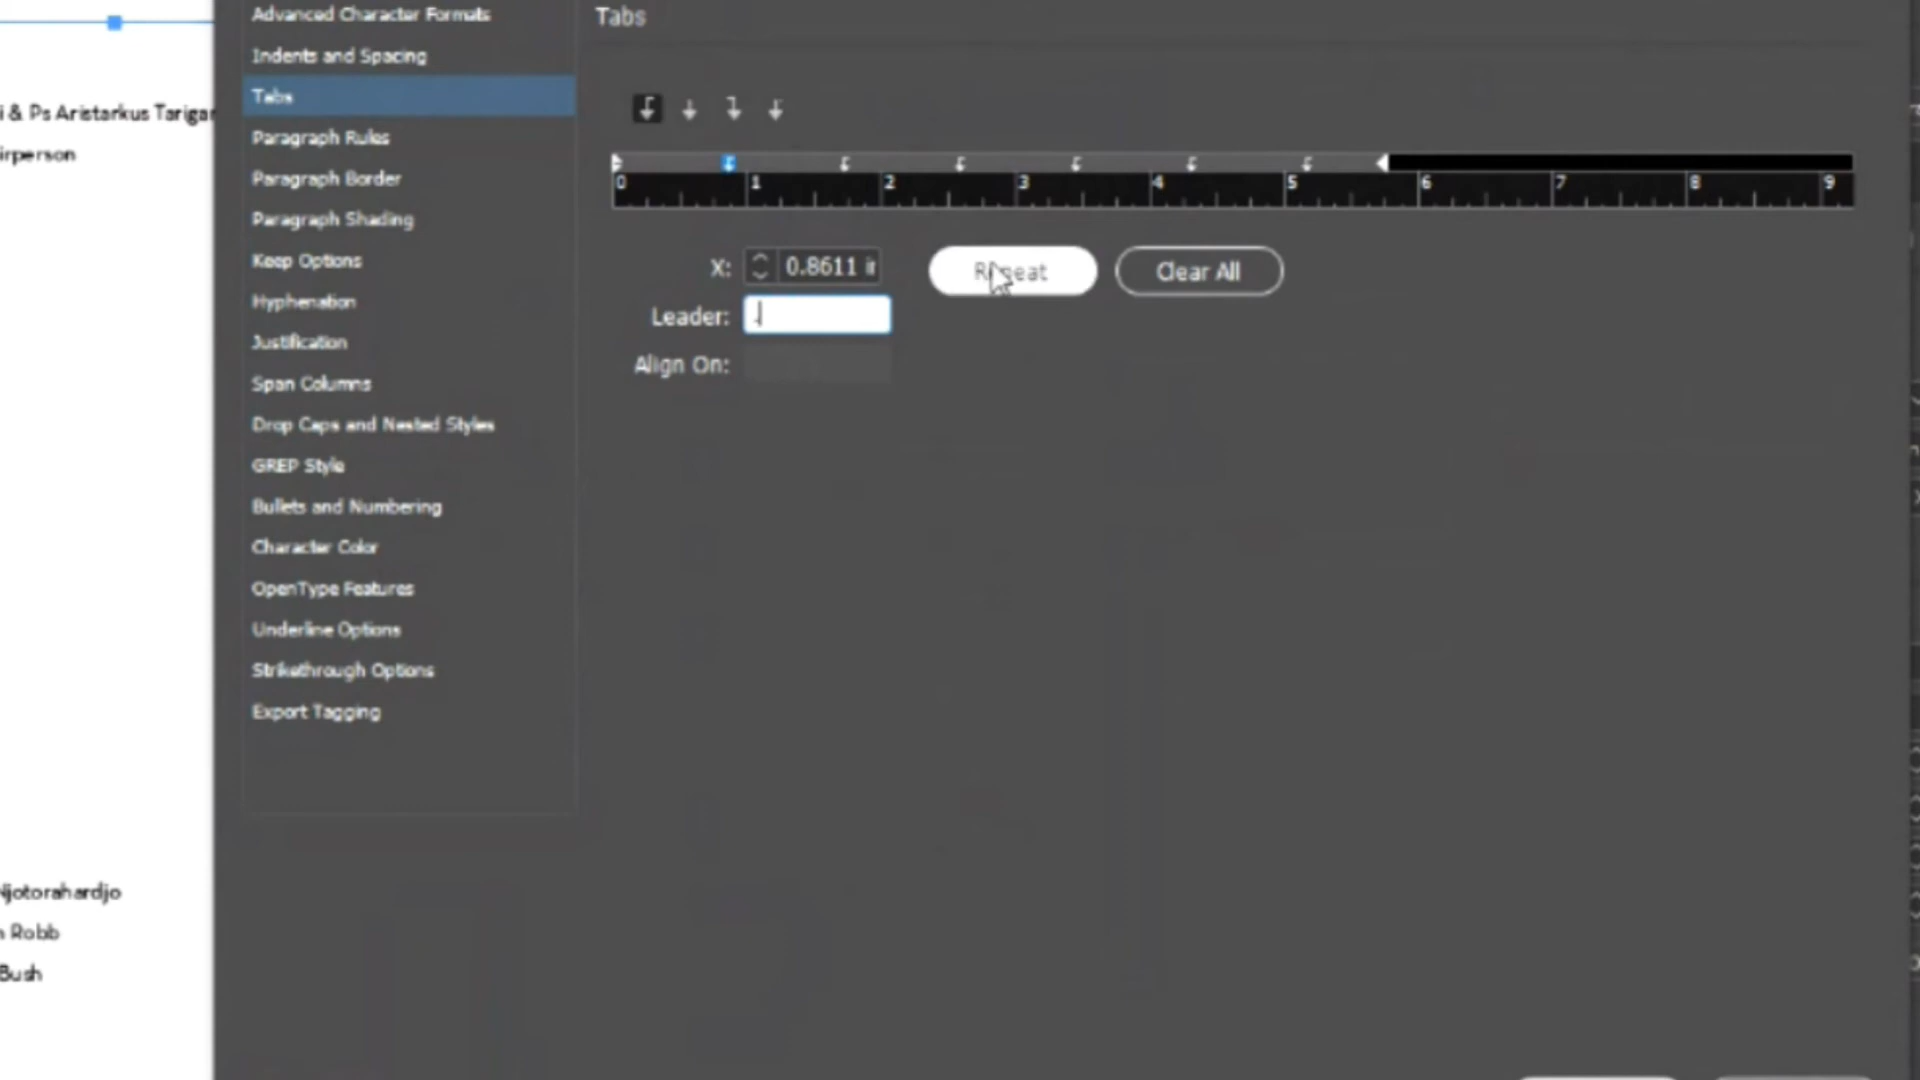 Advanced Character Formats
Tabs
Indents and Spacing
Tabs
i & Ps Aristarkus Tarigan
irperson
Paragraph Rules
Paragraph Border
Paragraph Shading
0 1 2 3 4 5 6 7 8 9
Keep Options
X: 0.8611 in
Repeat
Clear All
Hyphenation
Leader: .
Justification
Align On:
Span Columns
Drop Caps and Nested Styles
GREP Style
Bullets and Numbering
Character Color
OpenType Features
Underline Options
Strikethrough Options
Export Tagging
Njotorahardjo
n Robb
Bush